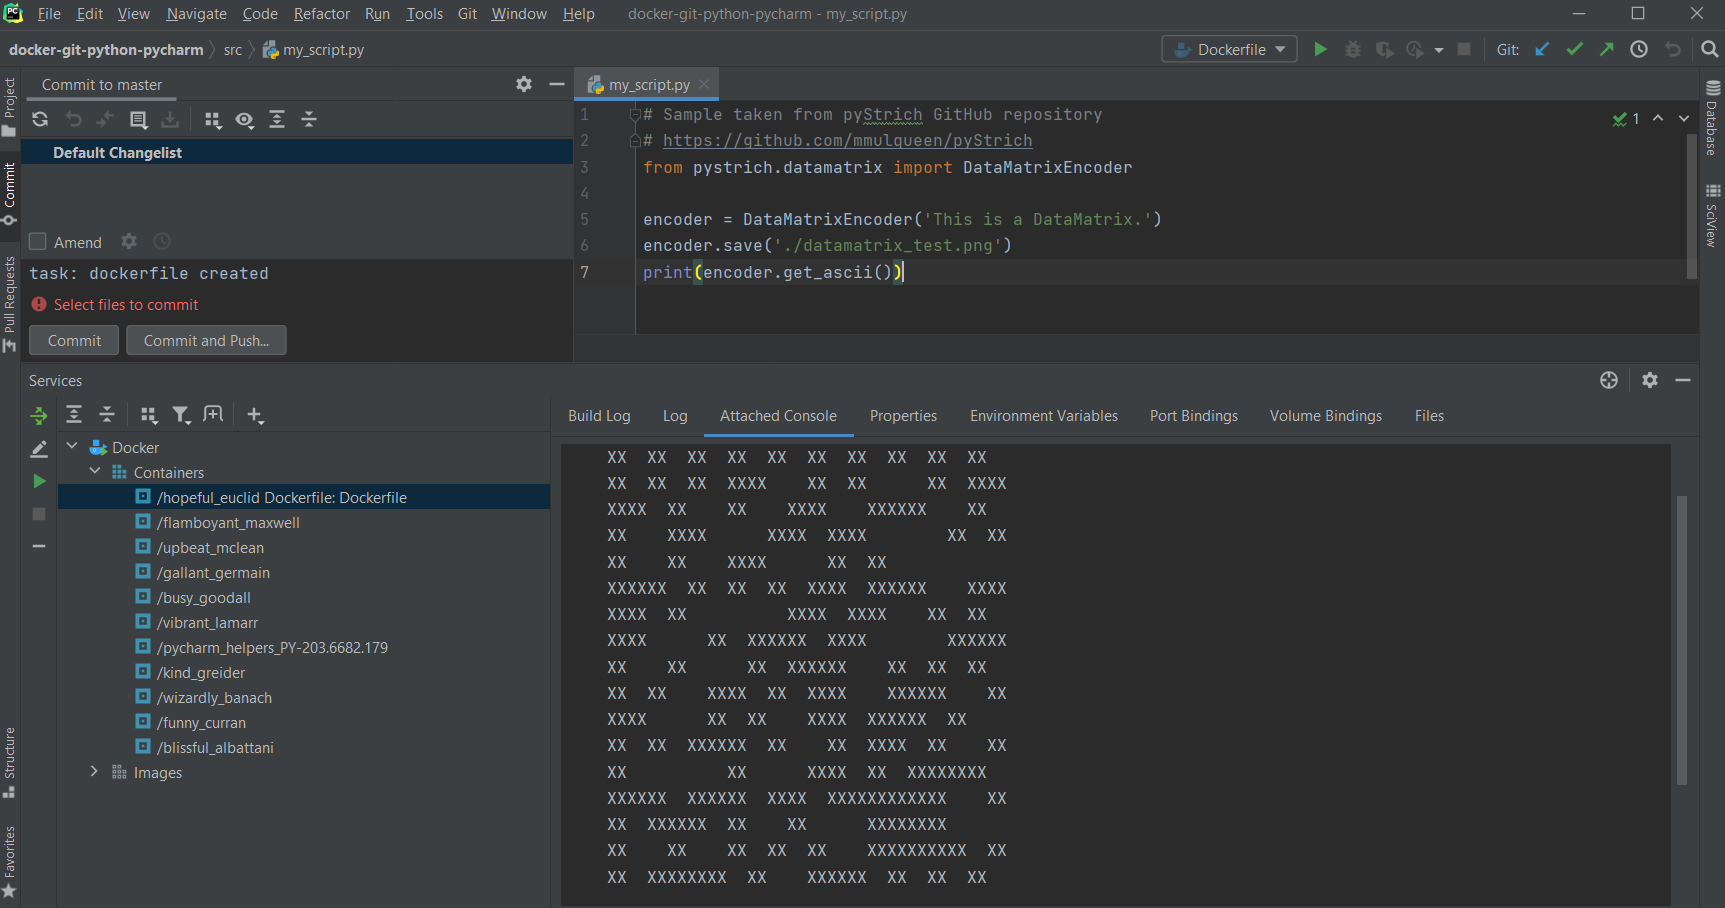 PC File Edit View Navigate Code Refactor Run Tools Git Window Help docker-git-python-pycharm - my_script.py
docker-git-python-pycharm src my_script.py Dockerfile Git:
Project
Commit
Pull Requests
Structure
Favorites
Commit to master
Default Changelist
Amend
task: dockerfile created
Select files to commit
Commit Commit and Push...
my_script.py
1 # Sample taken from pyStrich GitHub repository
2 # https://github.com/mmulqueen/pyStrich
3 from pystrich.datamatrix import DataMatrixEncoder
4
5 encoder = DataMatrixEncoder('This is a DataMatrix.')
6 encoder.save('./datamatrix_test.png')
7 print(encoder.get_ascii())
1
Database
SciView
Services
Docker
Containers
/hopeful_euclid Dockerfile: Dockerfile
/flamboyant_maxwell
/upbeat_mclean
/gallant_germain
/busy_goodall
/vibrant_lamarr
/pycharm_helpers_PY-203.6682.179
/kind_greider
/wizardly_banach
/funny_curran
/blissful_albattani
Images
Build Log Log Attached Console Properties Environment Variables Port Bindings Volume Bindings Files
XX  XX  XX  XX  XX  XX  XX  XX  XX  XX
XX  XX  XX  XXXX    XX  XX      XX  XXXX
XXXX  XX    XX    XXXX    XXXXXX    XX
XX    XXXX      XXXX  XXXX        XX  XX
XX    XX    XXXX      XX  XX
XXXXXX  XX  XX  XX  XXXX  XXXXXX    XXXX
XXXX  XX          XXXX  XXXX    XX  XX
XXXX      XX  XXXXXX  XXXX        XXXXXX
XX    XX      XX  XXXXXX    XX  XX  XX
XX  XX    XXXX  XX  XXXX    XXXXXX    XX
XXXX      XX  XX    XXXX  XXXXXX  XX
XX  XX  XXXXXX  XX    XX  XXXX  XX    XX
XX          XX      XXXX  XX  XXXXXXXX
XXXXXX  XXXXXX  XXXX  XXXXXXXXXXXX    XX
XX  XXXXXX  XX    XX      XXXXXXXX
XX    XX    XX  XX  XX    XXXXXXXXXX  XX
XX  XXXXXXXX  XX    XXXXXX  XX  XX  XX